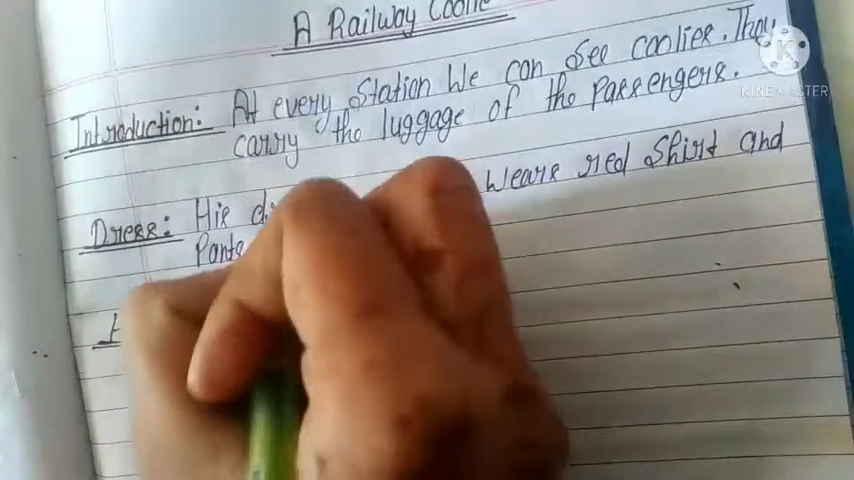 A Railway Coolie
KINEMASTER
Introduction: At every Station We can See coolies. They
carry the luggage of the Passengers.
Dress: His Wears red Shirt and